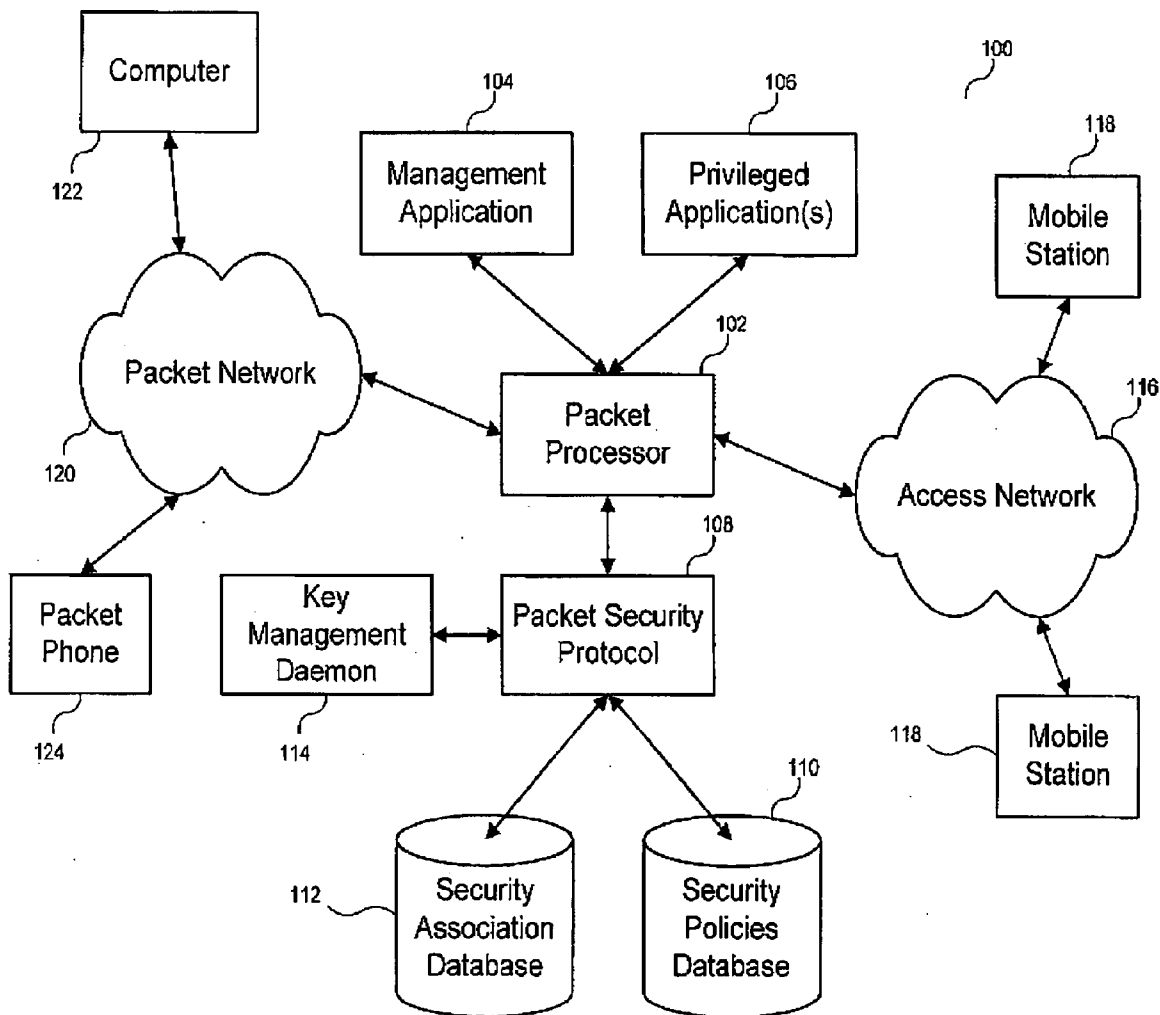 Computer
122
104
106
100
Management
Application
Privileged
Application(s)
118
Mobile
Station
Packet Network
120
102
Packet
Processor
116
Access Network
108
Packet
Phone
124
Key
Management
Daemon
114
Packet Security
Protocol
118
Mobile
Station
110
112
Security
Association
Database
Security
Policies
Database